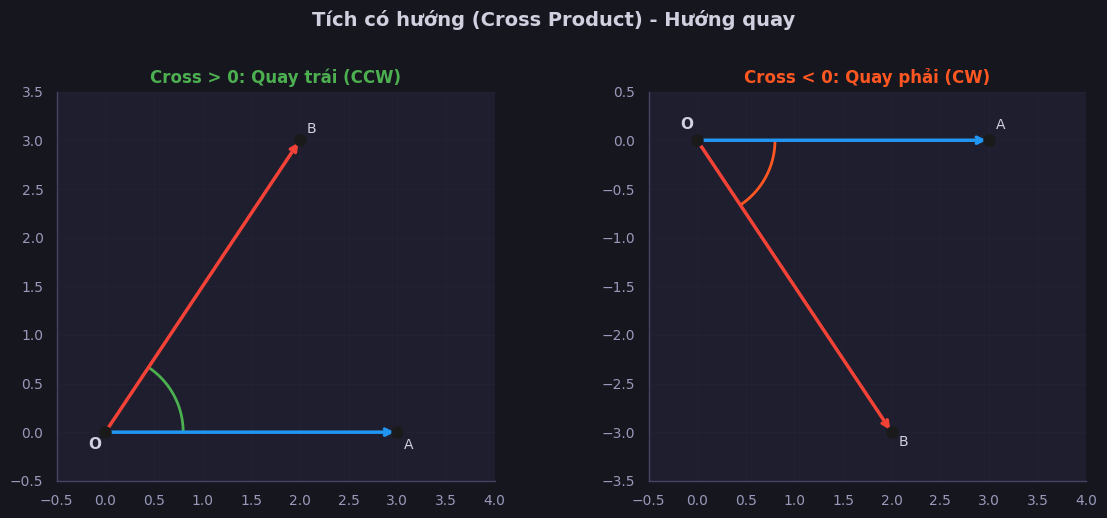 Tích có hướng (Cross Product) - Hướng quay
Cross > 0: Quay trái (CCW)
3.5
3.0
2.5
2.0
1.5
1.0
0.5
0.0
−0.5
B
O
A
−0.5 0.0 0.5 1.0 1.5 2.0 2.5 3.0 3.5 4.0
Cross < 0: Quay phải (CW)
0.5
0.0
−0.5
−1.0
−1.5
−2.0
−2.5
−3.0
−3.5
O
A
B
−0.5 0.0 0.5 1.0 1.5 2.0 2.5 3.0 3.5 4.0